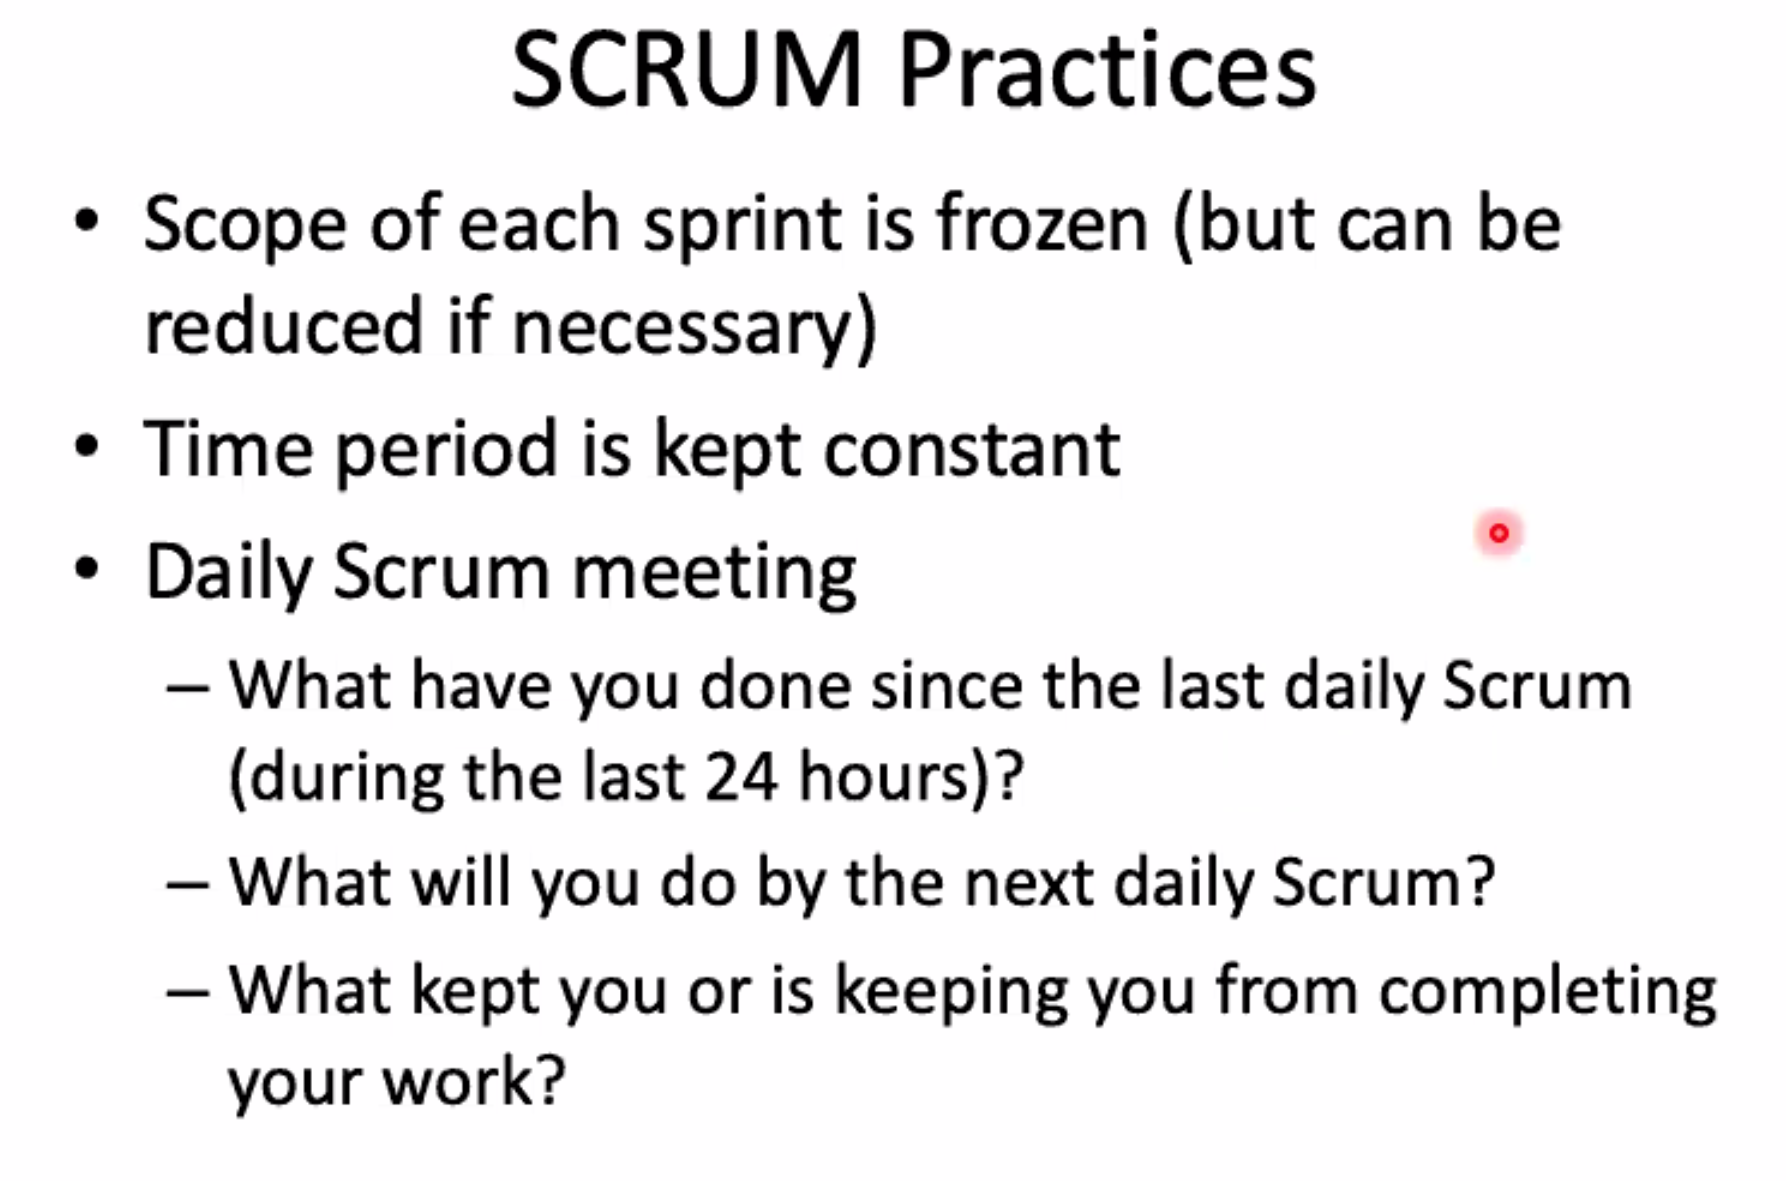 SCRUM Practices
• Scope of each sprint is frozen (but can be
reduced if necessary)
• Time period is kept constant
• Daily Scrum meeting
– What have you done since the last daily Scrum
(during the last 24 hours)?
– What will you do by the next daily Scrum?
– What kept you or is keeping you from completing
your work?